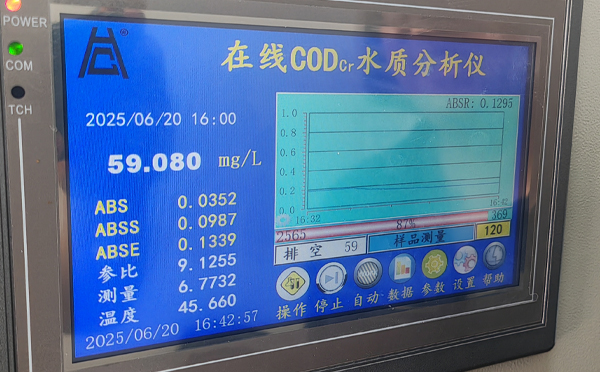 POWER
COM
TCH
®
在线CODCr水质分析仪
2025/06/20 16:00
59.080 mg/L
ABS 0.0352
ABSS 0.0987
ABSE 0.1339
参比 9.1255
测量 6.7732
温度 45.660
2025/06/20 16:42:57
ABSR: 0.1295
1.0
0.8
0.6
0.4
0.2
0.0
16:32 16:42
2565 87% 369
排空 59 样品测量 120
操作 停止 自动 数据 参数 设置 帮助